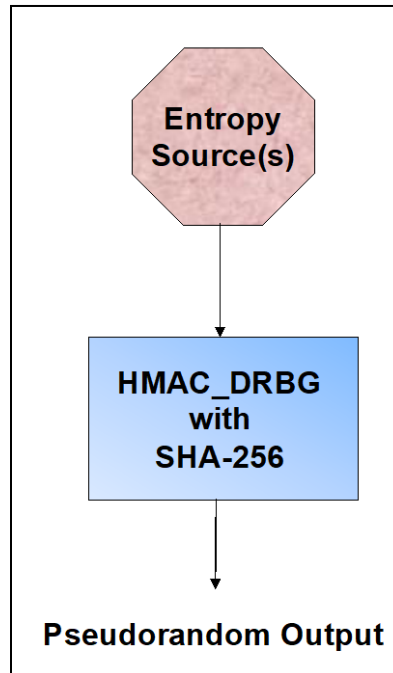 Entropy
Source(s)
HMAC_DRBG
with
SHA-256
Pseudorandom Output